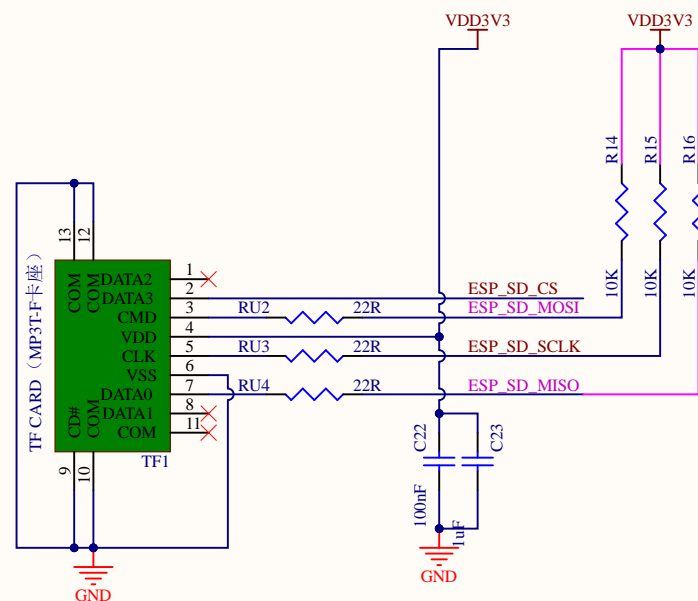 VDD3V3
VDD3V3
R14
R15
R16
10K
10K
10K
13
12
TF CARD（MP3T-F卡座）
COM
COM
DATA2
1
DATA3
2
ESP_SD_CS
CMD
3
RU2
22R
ESP_SD_MOSI
VDD
4
CLK
5
RU3
22R
ESP_SD_SCLK
VSS
6
DATA0
7
RU4
22R
ESP_SD_MISO
DATA1
8
COM
11
CD#
COM
TF1
9
10
C22
C23
100nF
1uF
GND
GND